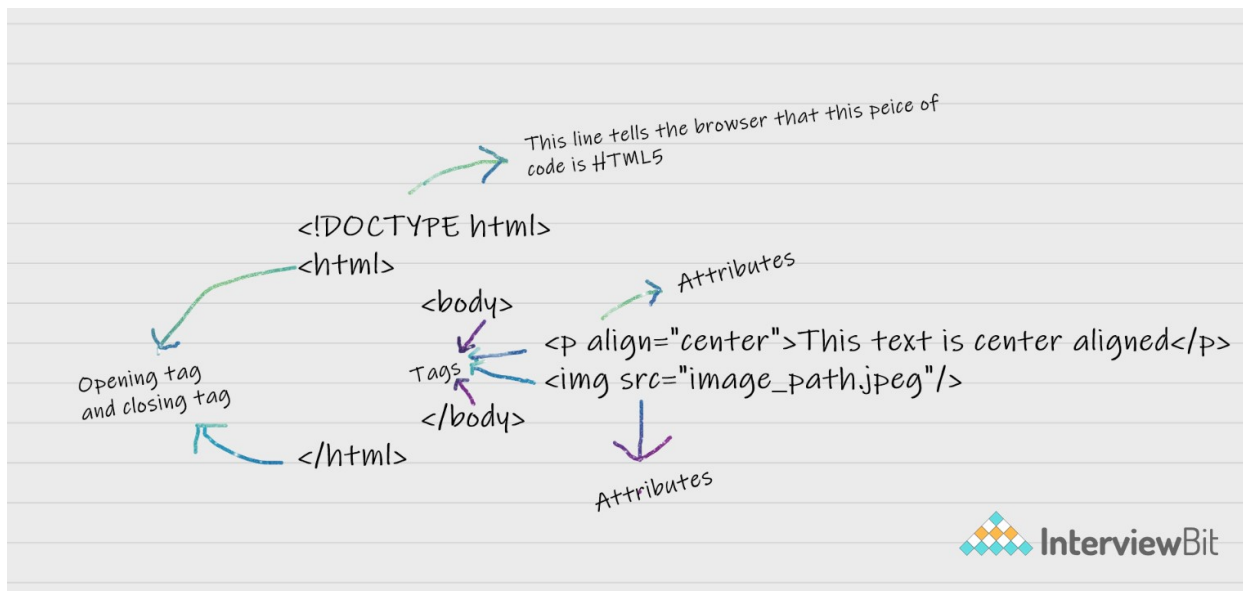 This line tells the browser that this peice of
code is HTML5
<!DOCTYPE html>
<html>
Attributes
<body>
<p align="center">This text is center aligned</p>
Tags
<img src="image_path.jpeg"/>
Opening tag
and closing tag
</body>
</html>
Attributes
InterviewBit